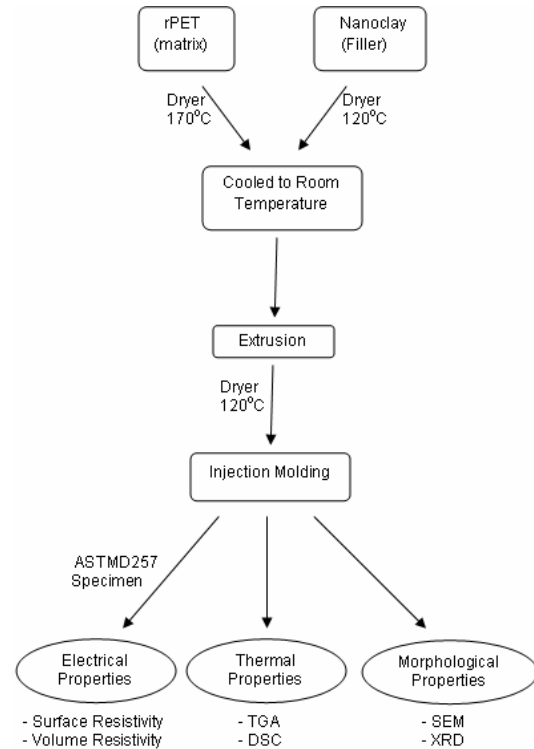 rPET
(matrix)
Nanoclay
(Filler)
Dryer
170°C
Dryer
120°C
Cooled to Room
Temperature
Extrusion
Dryer
120°C
Injection Molding
ASTMD257
Specimen
Electrical
Properties
Thermal
Properties
Morphological
Properties
- Surface Resistivity
- Volume Resistivity
- TGA
- DSC
- SEM
- XRD